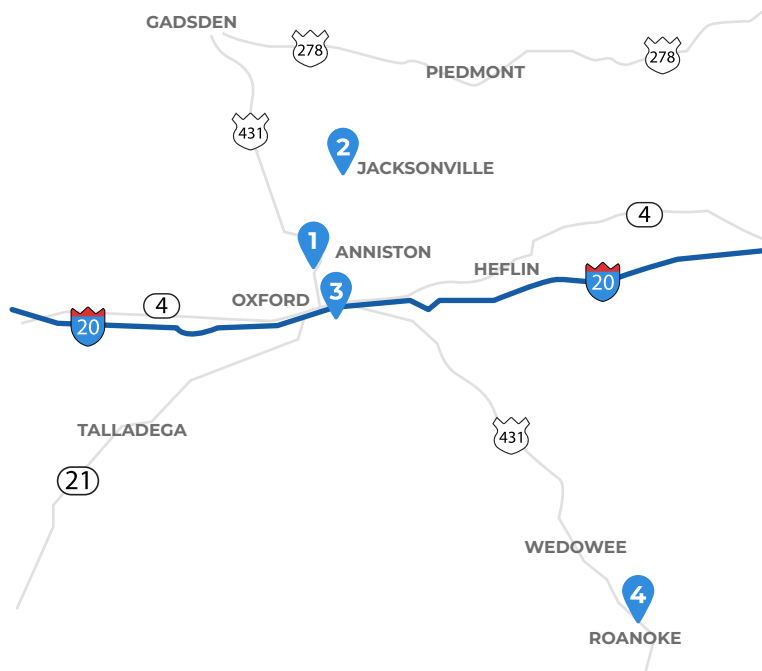 GADSDEN
278
278
PIEDMONT
431
2
JACKSONVILLE
4
1
ANNISTON
HEFLIN
20
3
OXFORD
4
20
TALLADEGA
431
21
WEDOWEE
4
ROANOKE